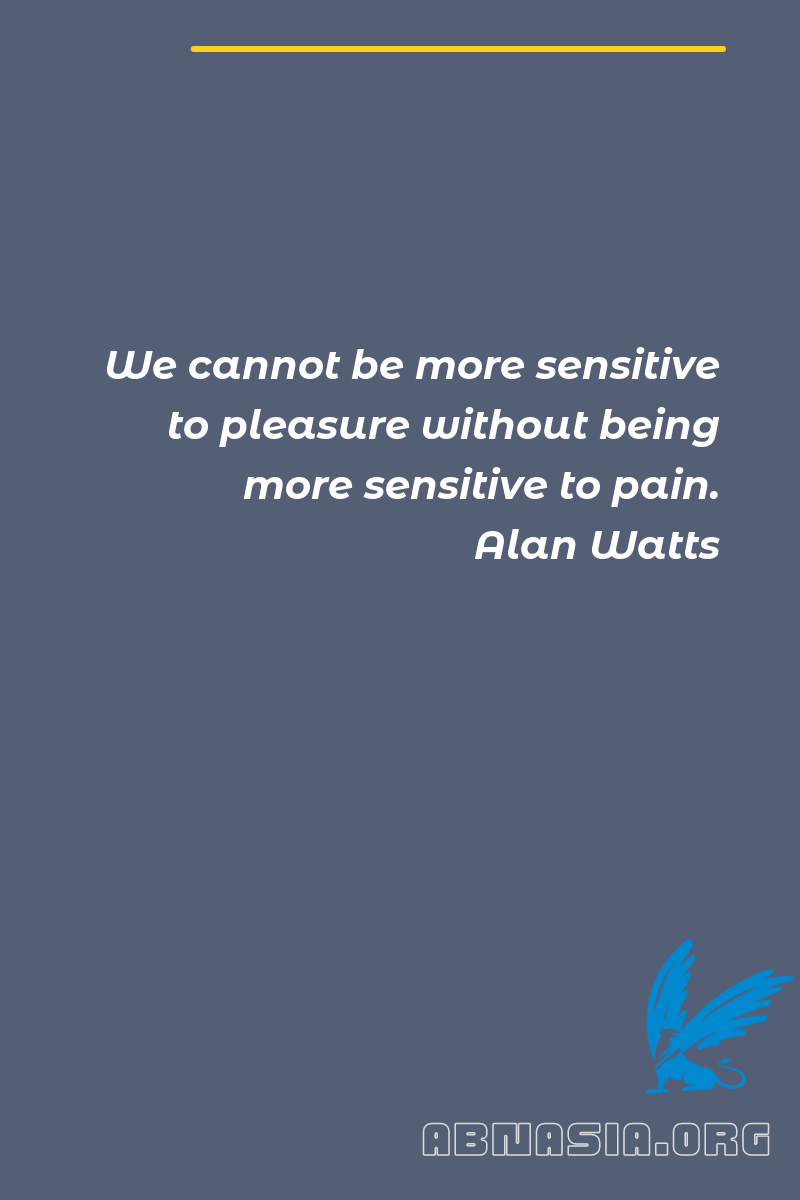 We cannot be more sensitive
to pleasure without being
more sensitive to pain.
Alan Watts
ABNASIA.ORG